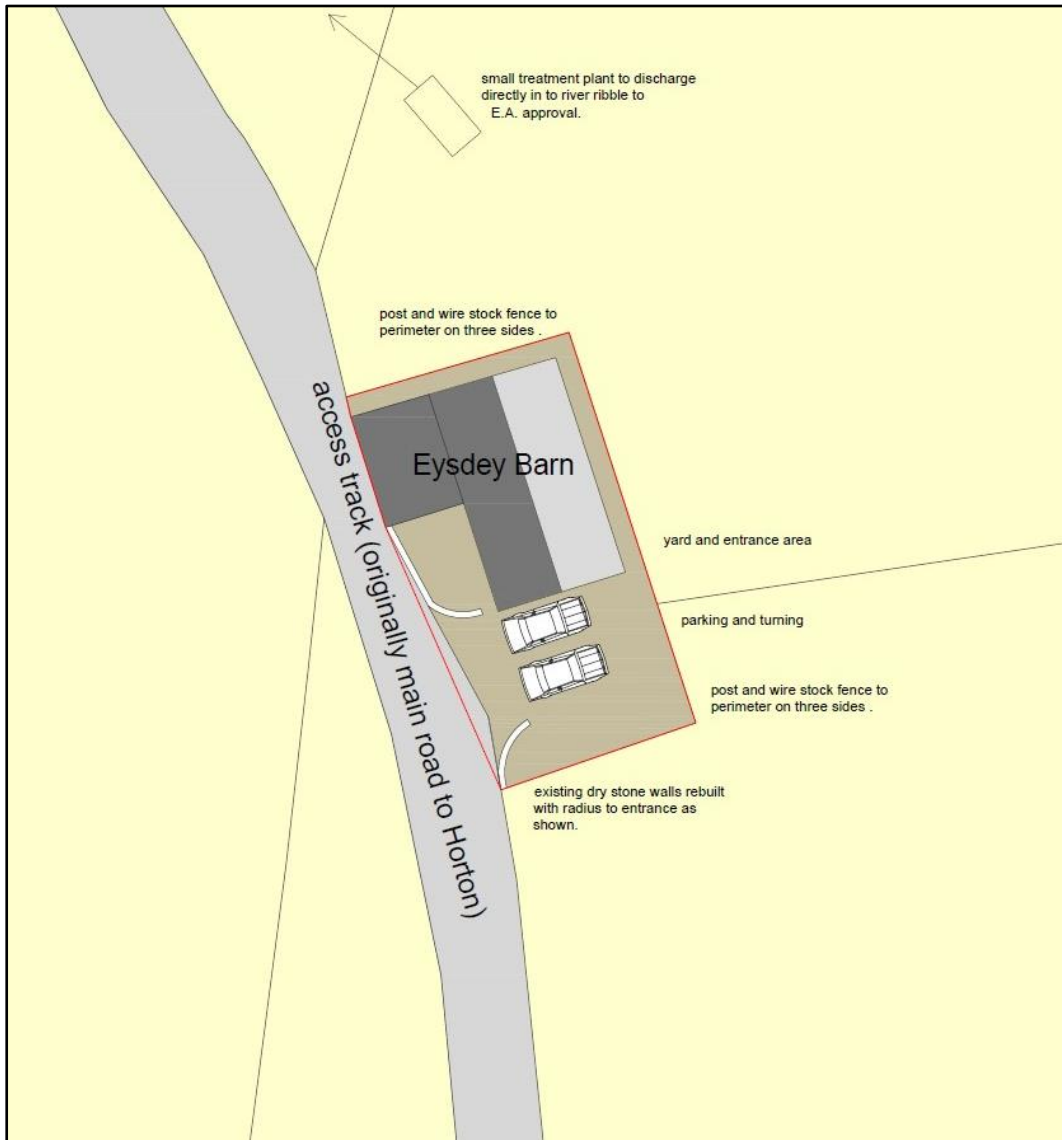 small treatment plant to discharge
directly in to river ribble to
E.A. approval.
post and wire stock fence to
perimeter on three sides .
access track (originally main road to Horton)
Eysdey Barn
yard and entrance area
parking and turning
post and wire stock fence to
perimeter on three sides .
existing dry stone walls rebuilt
with radius to entrance as
shown.